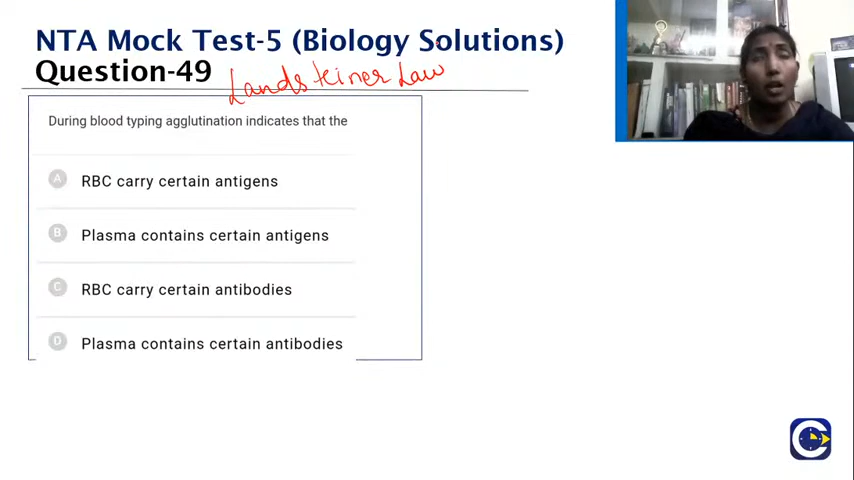 NTA Mock Test-5 (Biology Solutions)
Question-49 Landsteiner Law
During blood typing agglutination indicates that the
A RBC carry certain antigens
B Plasma contains certain antigens
C RBC carry certain antibodies
D Plasma contains certain antibodies